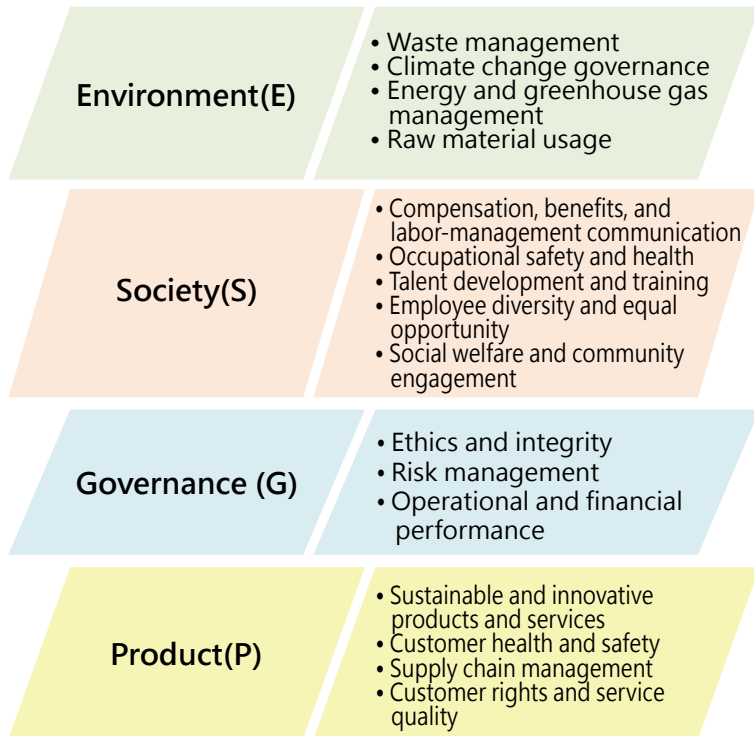 Environment(E)
• Waste management
• Climate change governance
• Energy and greenhouse gas
management
• Raw material usage
Society(S)
• Compensation, benefits, and
labor-management communication
• Occupational safety and health
• Talent development and training
• Employee diversity and equal
opportunity
• Social welfare and community
engagement
Governance (G)
• Ethics and integrity
• Risk management
• Operational and financial
performance
Product(P)
• Sustainable and innovative
products and services
• Customer health and safety
• Supply chain management
• Customer rights and service
quality